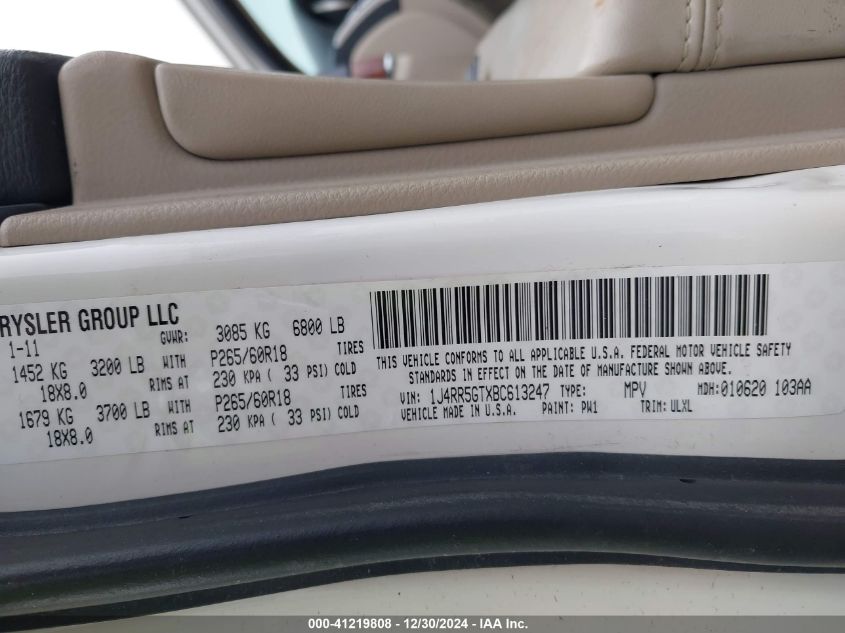 RYSLER GROUP LLC
1-11 GVWR: 3085 KG 6800 LB
1452 KG 3200 LB WITH P265/60R18 TIRES
18X8.0 RIMS AT 230 KPA ( 33 PSI) COLD
1679 KG 3700 LB WITH P265/60R18 TIRES
18X8.0 RIMS AT 230 KPA ( 33 PSI) COLD
THIS VEHICLE CONFORMS TO ALL APPLICABLE U.S.A. FEDERAL MOTOR VEHICLE SAFETY
STANDARDS IN EFFECT ON THE DATE OF MANUFACTURE SHOWN ABOVE.
VIN: 1J4RR5GTXBC613247 TYPE: MPV MDH:010620 103AA
VEHICLE MADE IN U.S.A. PAINT: PW1 TRIM: ULXL
000-41219808 - 12/30/2024 - IAA Inc.